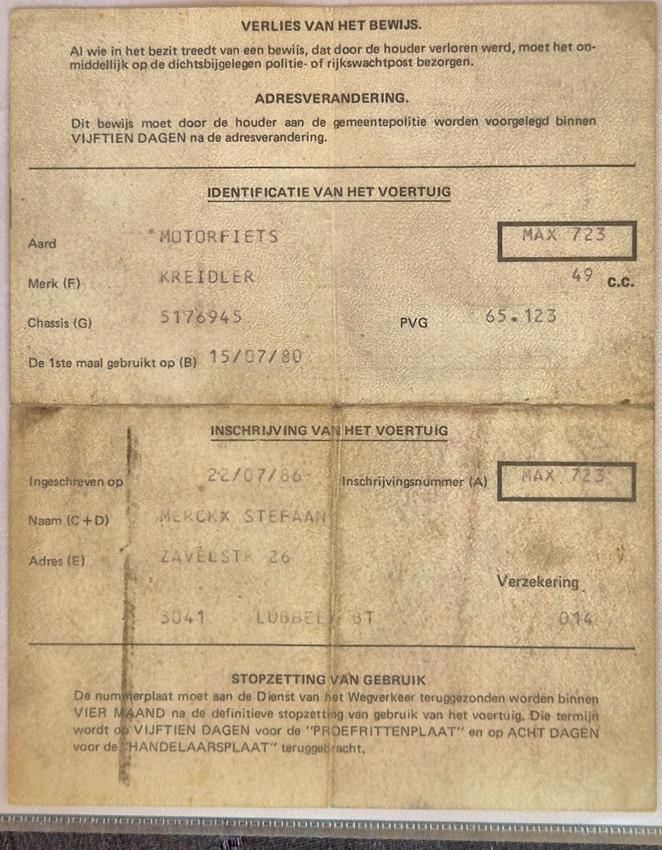 VERLIES VAN HET BEWIJS.
Al wie in het bezit treedt van een bewijs, dat door de houder verloren werd, moet het on-
middellijk op de dichtsbijgelegen politie- of rijkswachtpost bezorgen.
ADRESVERANDERING.
Dit bewijs moet door de houder aan de gemeentepolitie worden voorgelegd binnen
VIJFTIEN DAGEN na de adresverandering.
IDENTIFICATIE VAN HET VOERTUIG
Aard MOTORFIETS MAX 723
Merk (F) KREIDLER 49 c.c.
Chassis (G) 5176945 PVG 65.123
De 1ste maal gebruikt op (B) 15/07/80
INSCHRIJVING VAN HET VOERTUIG
Ingeschreven op 22/07/86 Inschrijvingsnummer (A) MAX 723
Naam (C+D) MERCKX STEFAAN
Adres (E) ZAVELSTR 26
Verzekering
3041 LUBBEEK BT 014
STOPZETTING VAN GEBRUIK
De nummerplaat moet aan de Dienst van het Wegverkeer teruggezonden worden binnen
VIER MAAND na de definitieve stopzetting van gebruik van het voertuig. Die termijn
wordt op VIJFTIEN DAGEN voor de "PROEFRITTENPLAAT" en op ACHT DAGEN
voor de "HANDELAARSPLAAT" teruggebracht.